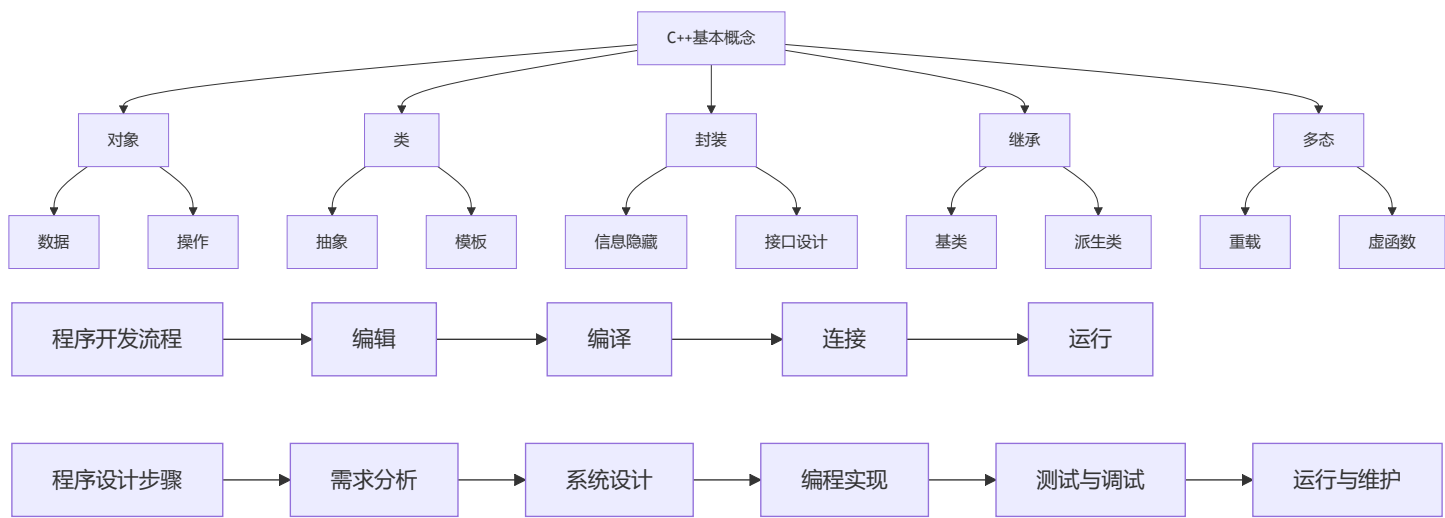 C++基本概念
对象
类
封装
继承
多态
数据
操作
抽象
模板
信息隐藏
接口设计
基类
派生类
重载
虚函数
程序开发流程
编辑
编译
连接
运行
程序设计步骤
需求分析
系统设计
编程实现
测试与调试
运行与维护